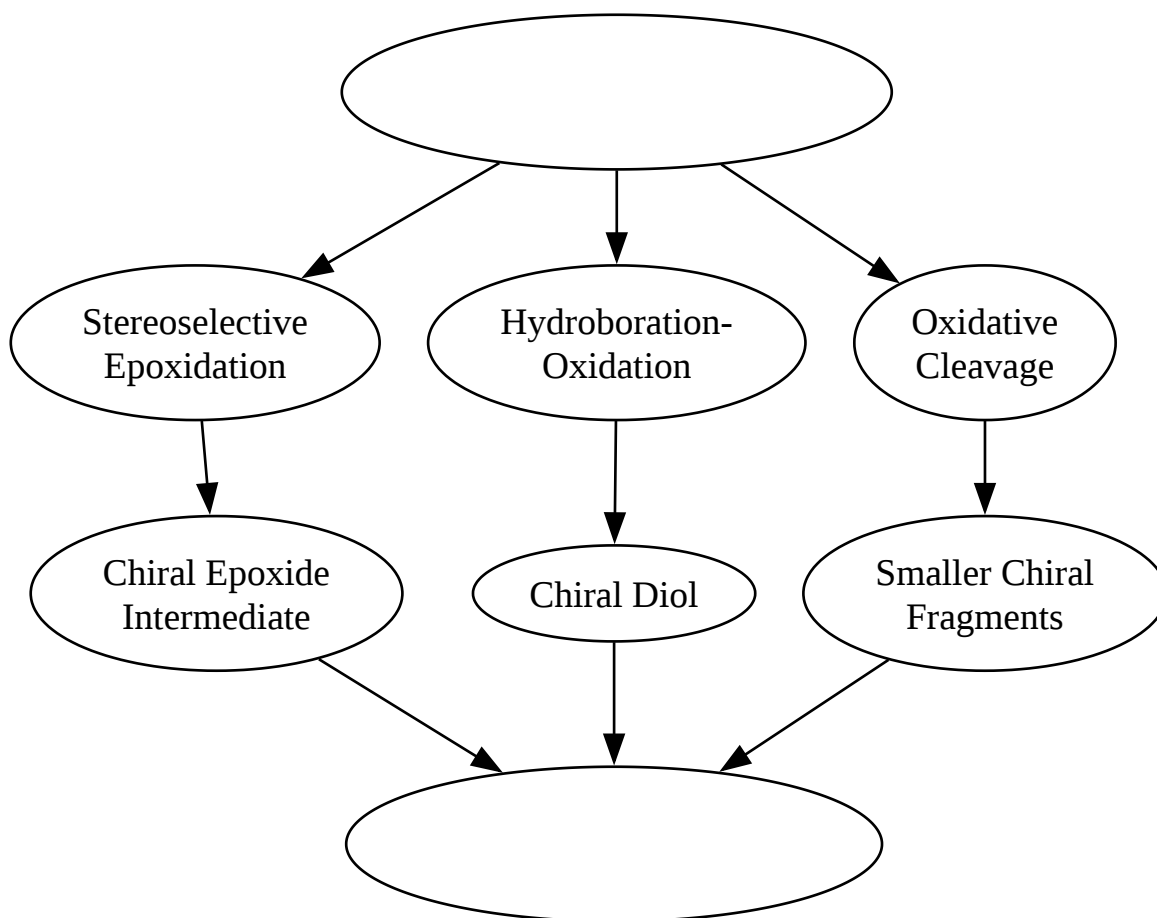 Stereoselective
Epoxidation
Hydroboration-
Oxidation
Oxidative
Cleavage
Chiral Epoxide
Intermediate
Chiral Diol
Smaller Chiral
Fragments